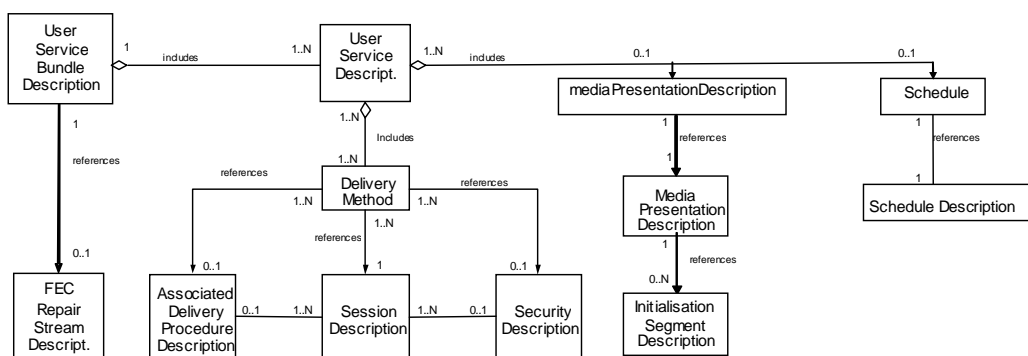 User
Service
Bundle
Description
1
includes
1..N
User
Service
Descript.
1..N
includes
0..1
0..1
mediaPresentationDescription
Schedule
1
references
1..N
Includes
1..N
1
references
1
1
references
1
Delivery
Method
references
1..N
references
1..N
1..N
references
Media
Presentation
Description
Schedule Description
1
references
0..N
0..1
0..1
1
0..1
FEC
Repair
Stream
Descript.
Associated
Delivery
Procedure
Description
0..1
1..N
Session
Description
1..N
0..1
Security
Description
Initialisation
Segment
Description